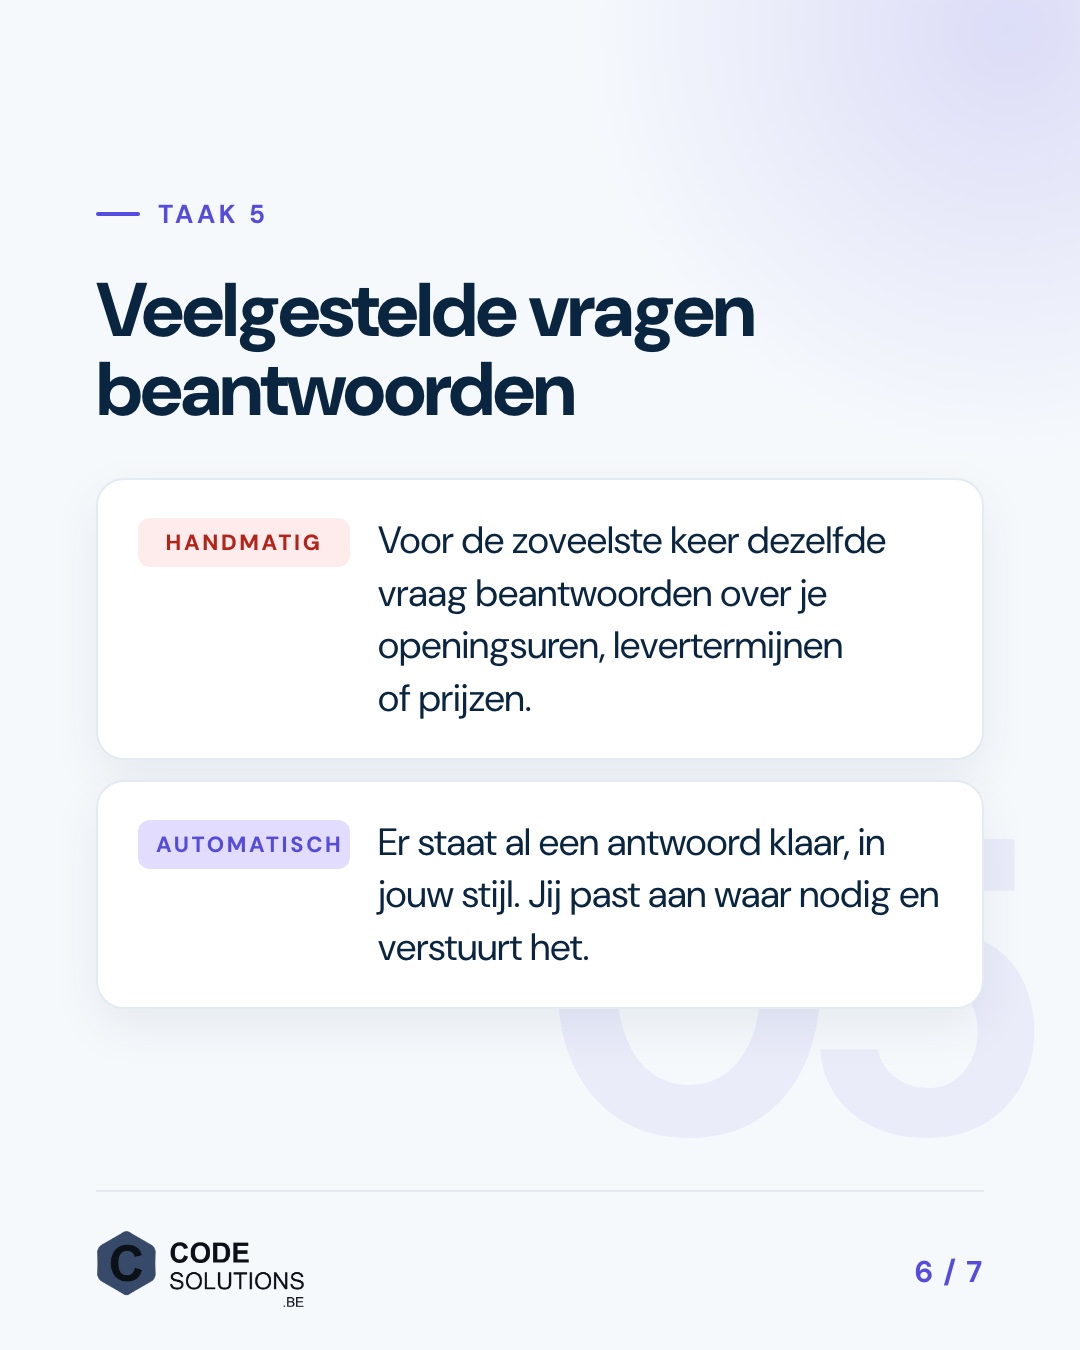 TAAK 5
Veelgestelde vragen
beantwoorden
HANDMATIG
Voor de zoveelste keer dezelfde
vraag beantwoorden over je
openingsuren, levertermijnen
of prijzen.
AUTOMATISCH
Er staat al een antwoord klaar, in
jouw stijl. Jij past aan waar nodig en
verstuurt het.
05
C
CODE
SOLUTIONS
.BE
6 / 7